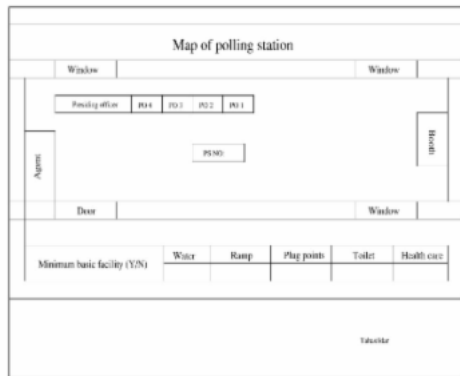 Map of polling station
Window Window
Presiding officer PO 4 PO 3 PO 2 PO 1
Booth
PS NO:
Agents
Door Window
Minimum basic facility (Y/N) Water Ramp Plug points Toilet Health care